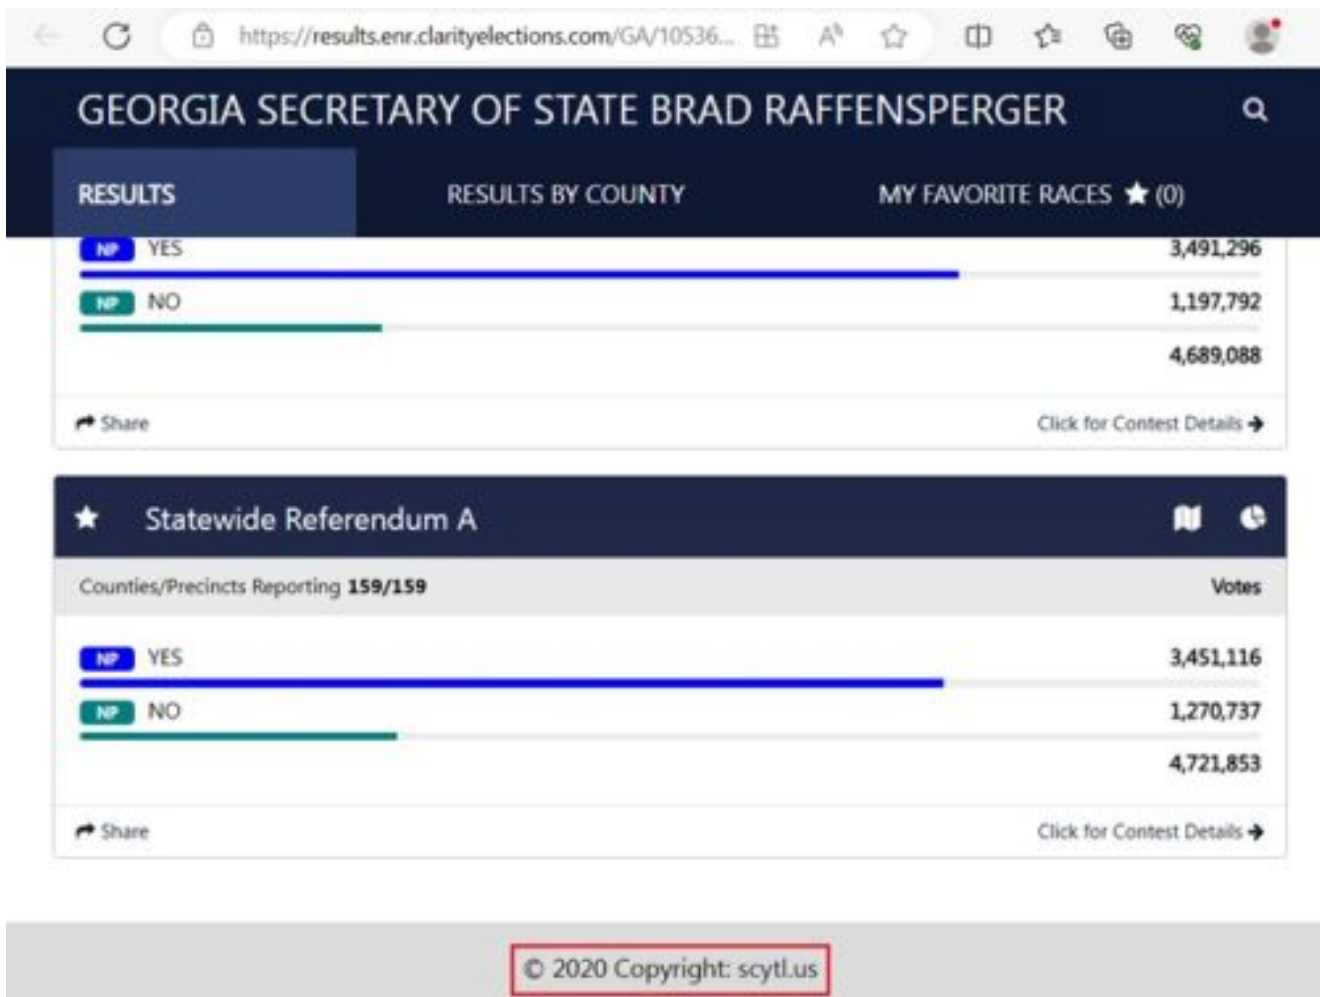 https://results.enr.clarityelections.com/GA/10536...
GEORGIA SECRETARY OF STATE BRAD RAFFENSPERGER
RESULTS RESULTS BY COUNTY MY FAVORITE RACES ★ (0)
NP YES 3,491,296
NP NO 1,197,792
4,689,088
Share Click for Contest Details
Statewide Referendum A
Counties/Precincts Reporting 159/159 Votes
NP YES 3,451,116
NP NO 1,270,737
4,721,853
Share Click for Contest Details
© 2020 Copyright: scytl.us